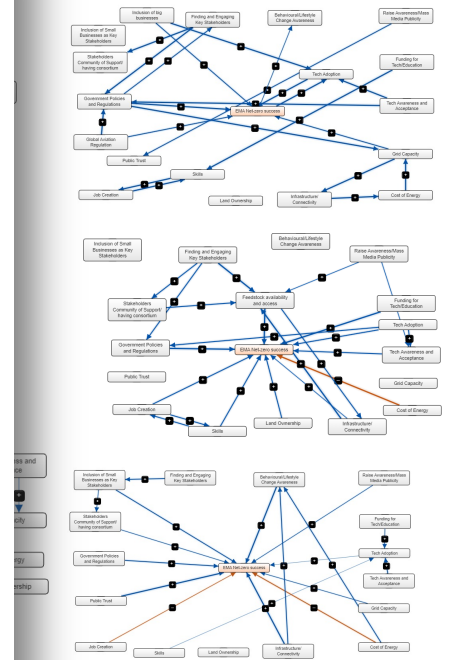 Inclusion of big
businesses
Finding and Engaging
Key Stakeholders
Behavioural/Lifestyle
Change Awareness
Raise Awareness/Mass
Media Publicity
Inclusion of Small
Businesses as Key
Stakeholders
Stakeholders
Community of Support/
having consortium
Funding for
Tech/Education
Tech Adoption
Government Policies
and Regulations
EMA Net-zero success
Tech Awareness and
Acceptance
Global Aviation
Regulation
Public Trust
Grid Capacity
Skills
Job Creation
Land Ownership
Infrastructure/
Connectivity
Cost of Energy
Inclusion of Small
Businesses as Key
Stakeholders
Finding and Engaging
Key Stakeholders
Behavioural/Lifestyle
Change Awareness
Raise Awareness/Mass
Media Publicity
Stakeholders
Community of Support/
having consortium
Feedstock availability
and access
Funding for
Tech/Education
Tech Adoption
Government Policies
and Regulations
EMA Net-zero success
Tech Awareness and
Acceptance
Public Trust
Grid Capacity
Job Creation
Cost of Energy
Skills
Land Ownership
Infrastructure/
Connectivity
ss and
ce
city
rgy
ership
Inclusion of Small
Businesses as Key
Stakeholders
Finding and Engaging
Key Stakeholders
Behavioural/Lifestyle
Change Awareness
Raise Awareness/Mass
Media Publicity
Stakeholders
Community of Support/
having consortium
Funding for
Tech/Education
Government Policies
and Regulations
EMA Net-zero success
Tech Adoption
Tech Awareness and
Acceptance
Public Trust
Grid Capacity
Job Creation
Skills
Land Ownership
Infrastructure/
Connectivity
Cost of Energy